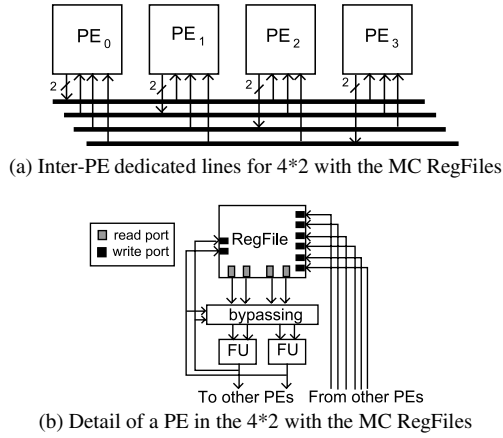 PE0 PE1 PE2 PE3
2 2 2 2
(a) Inter-PE dedicated lines for 4*2 with the MC RegFiles
read port
write port
RegFile
bypassing
FU FU
To other PEs From other PEs
(b) Detail of a PE in the 4*2 with the MC RegFiles